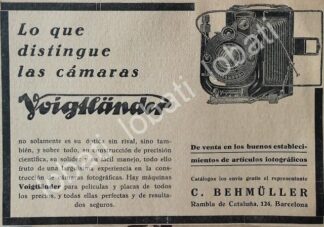 Lo que
distingue
las cámaras
Voigtländer
no solamente es su óptica sin rival, sino tam-
bién, y sobre todo, su construcción de precisión
científica, su solidez y fácil manejo, todo ello
fruto de una larga experiencia en la cons-
trucción de cámaras fotográficas. Hay máquinas
Voigtländer para películas y placas de todos
los precios, y todas ellas perfectas y de resulta-
dos seguros.
De venta en los buenos estableci-
mientos de artículos fotográficos
Catálogos los envía gratis el representante
C. BEHMÜLLER
Rambla de Cataluña, 124, Barcelona